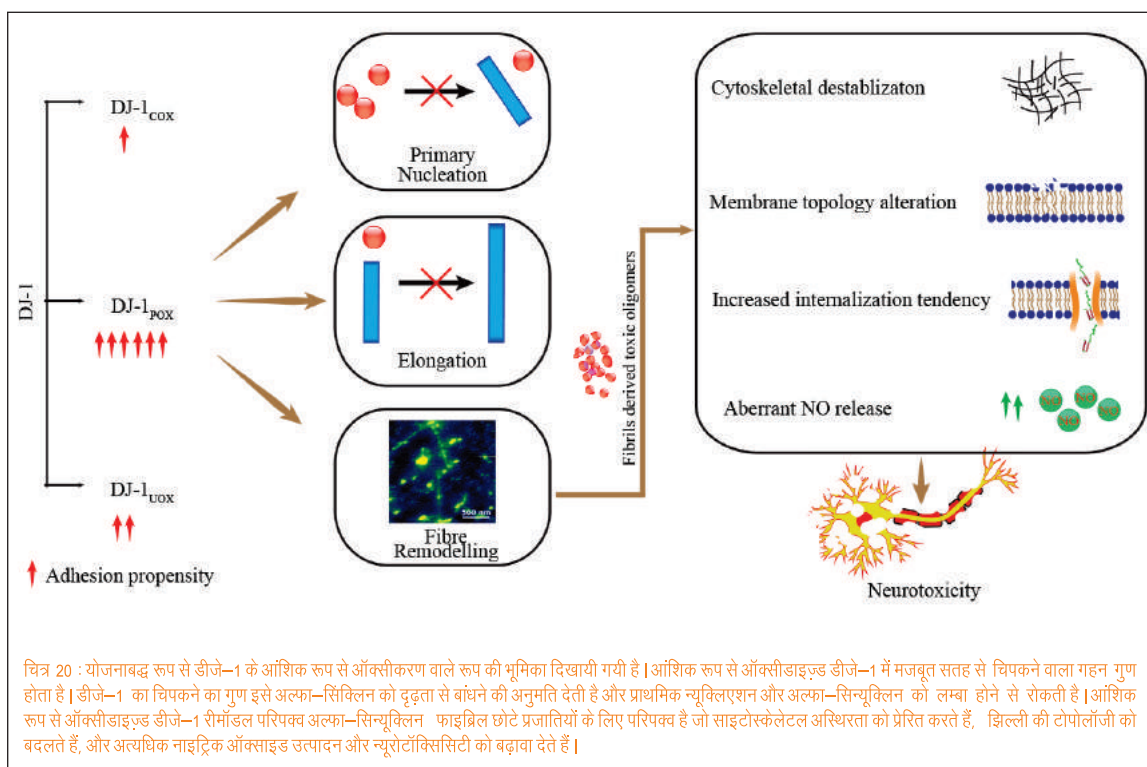 DJ-1
DJ-1COX
DJ-1POX
DJ-1UOX
Adhesion propensity
Primary
Nucleation
Elongation
500 nm
Fibre
Remodelling
Fibrils derived toxic oligomers
Cytoskeletal destablizaton
Membrane topology alteration
Increased internalization tendency
Aberrant NO release
Neurotoxicity
चित्र 20 : योजनाबद्ध रूप से डीजे–1 के आंशिक रूप से ऑक्सीकरण वाले रूप की भूमिका दिखायी गयी है | आंशिक रूप से ऑक्सीडाइज़्ड डीजे–1 में मजबूत सतह से चिपकने वाला गहन गुण
होता है | डीजे–1 का चिपकने का गुण इसे अल्फा–सिंक्लिन को दृढ़ता से बांधने की अनुमति देती है और प्राथमिक न्यूक्लिएशन और अल्फा–सिन्यूक्लिन को लम्बा होने से रोकती है | आंशिक
रूप से ऑक्सीडाइज़्ड डीजे–1 रीमॉडल परिपक्व अल्फा–सिन्यूक्लिन फाइब्रिल छोटे प्रजातियों के लिए परिपक्व है जो साइटोस्केलेटल अस्थिरता को प्रेरित करते हैं, झिल्ली की टोपोलॉजी को
बदलते हैं, और अत्यधिक नाइट्रिक ऑक्साइड उत्पादन और न्यूरोटॉक्सिसिटी को बढ़ावा देते हैं |